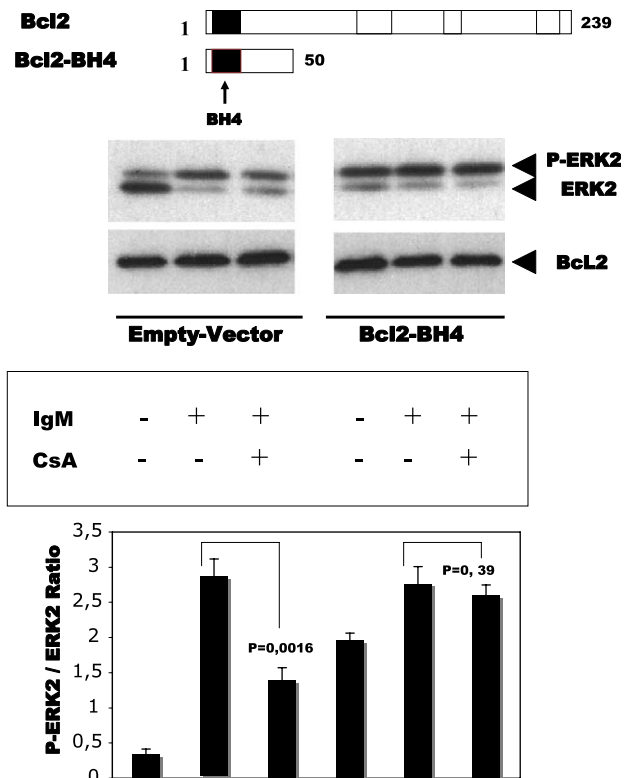 Bcl2 1 239
Bcl2-BH4 1 50
BH4
P-ERK2
ERK2
BcL2
Empty-Vector Bcl2-BH4
IgM - + + - + +
CsA - - + - - +
P-ERK2 / ERK2 Ratio
3,5
3
2,5
2
1,5
1
0,5
0
P=0,0016
P=0, 39